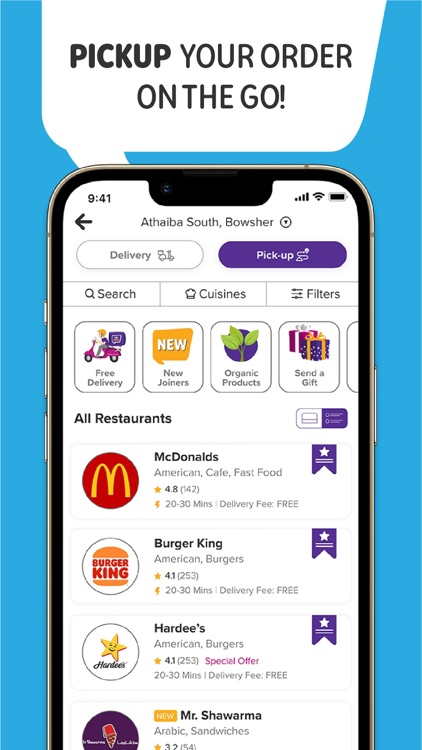 PICKUP YOUR ORDER
ON THE GO!
9:41
Athaiba South, Bowsher
Delivery
Pick-up
Search
Cuisines
Filters
Free
Delivery
NEW
New
Joiners
Organic
Products
Send a
Gift
All Restaurants
McDonalds
American, Cafe, Fast Food
4.8 (142)
20-30 Mins | Delivery Fee: FREE
BURGER
KING
Burger King
American, Burgers
4.1 (253)
20-30 Mins | Delivery Fee: FREE
Hardee's
Hardee's
American, Burgers
4.1 (253) Special Offer
20-30 Mins | Delivery Fee: FREE
NEW Mr. Shawarma
Arabic, Sandwiches
3.2 (54)